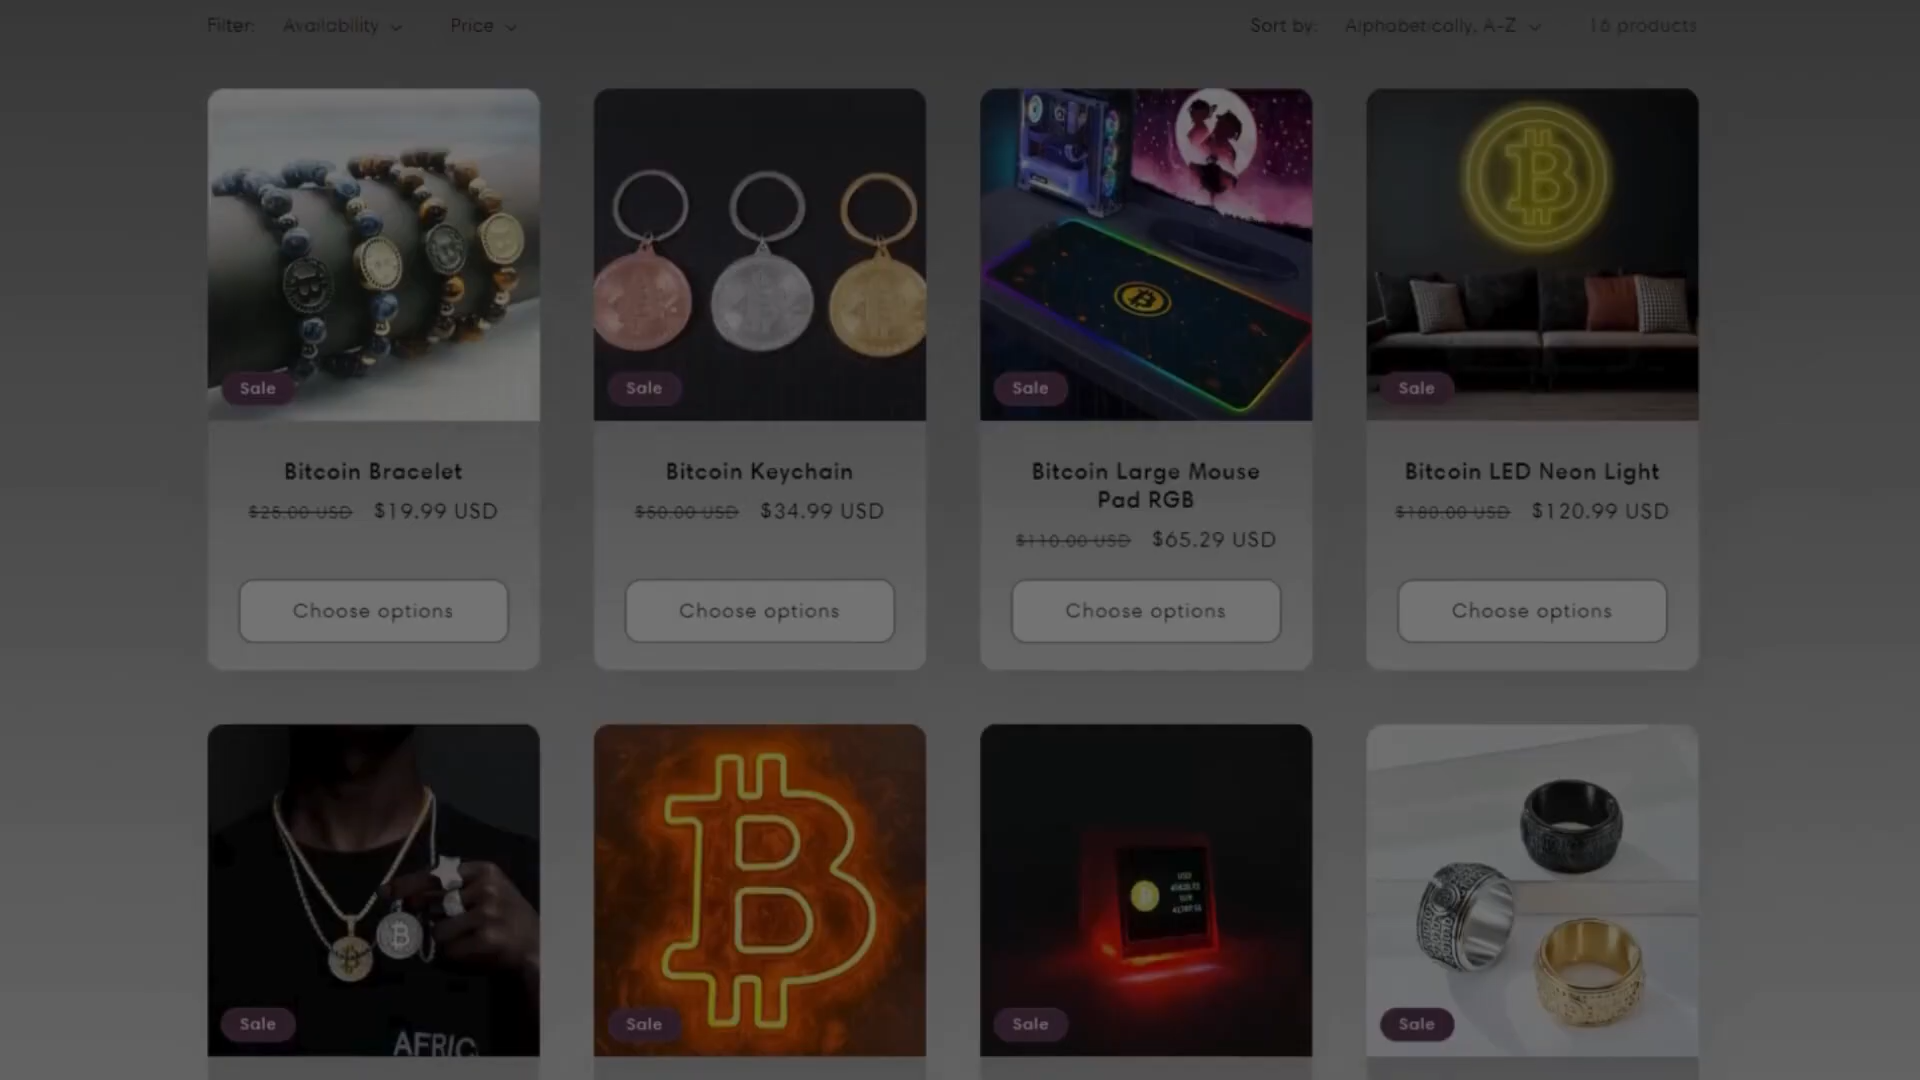 Filter: Availability Price Sort by: Alphabetically, A-Z 16 products
Sale Sale Sale Sale
Bitcoin Bracelet
$25.00 USD $19.99 USD
Choose options
Bitcoin Keychain
$50.00 USD $34.99 USD
Choose options
Bitcoin Large Mouse
Pad RGB
$110.00 USD $65.29 USD
Choose options
Bitcoin LED Neon Light
$180.00 USD $120.99 USD
Choose options
AFRIC
Sale Sale Sale Sale
USD